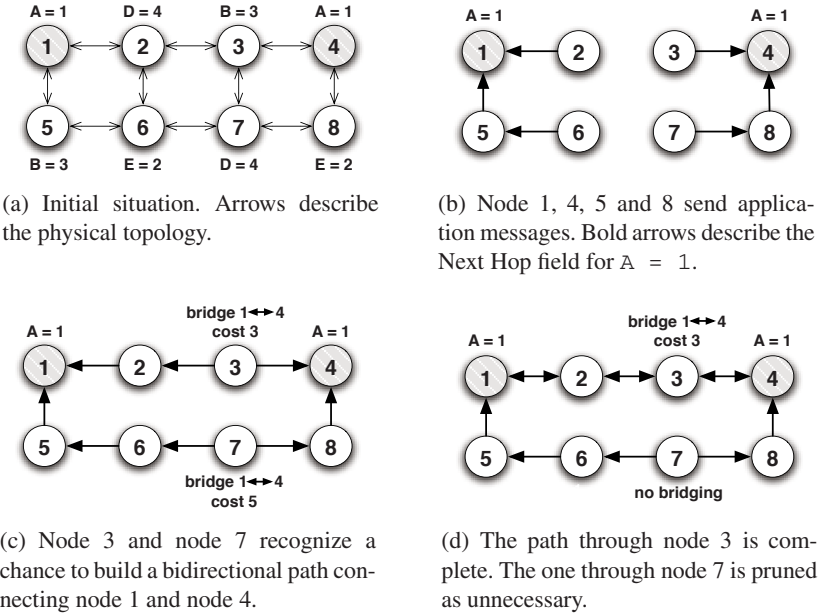 A = 1 D = 4 B = 3 A = 1
1 2 3 4
5 6 7 8
B = 3 E = 2 D = 4 E = 2
(a) Initial situation. Arrows describe
the physical topology.
A = 1 A = 1
1 2 3 4
5 6 7 8
(b) Node 1, 4, 5 and 8 send applica-
tion messages. Bold arrows describe the
Next Hop field for A = 1.
bridge 1↔4
A = 1 cost 3 A = 1
1 2 3 4
5 6 7 8
bridge 1↔4
cost 5
(c) Node 3 and node 7 recognize a
chance to build a bidirectional path con-
necting node 1 and node 4.
bridge 1↔4
A = 1 cost 3 A = 1
1 2 3 4
5 6 7 8
no bridging
(d) The path through node 3 is com-
plete. The one through node 7 is pruned
as unnecessary.